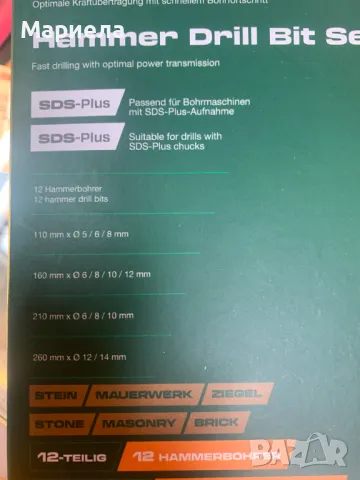 Optimale Kraftübertragung mit schnellem Bohrfortschritt
Мариела
Hammer Drill Bit Se
Fast drilling with optimal power transmission
SDS-Plus
Passend für Bohrmaschinen
mit SDS-Plus-Aufnahme
SDS-Plus
Suitable for drills with
SDS-Plus chucks
12 Hammerbohrer
12 hammer drill bits
110 mm x Ø 5 / 6 / 8 mm
160 mm x Ø 6 / 8 / 10 / 12 mm
210 mm x Ø 6 / 8 / 10 mm
260 mm x Ø 12 / 14 mm
STEIN / MAUERWERK / ZIEGEL
STONE / MASONRY / BRICK
12-TEILIG / 12 HAMMERBOHRER
bazar